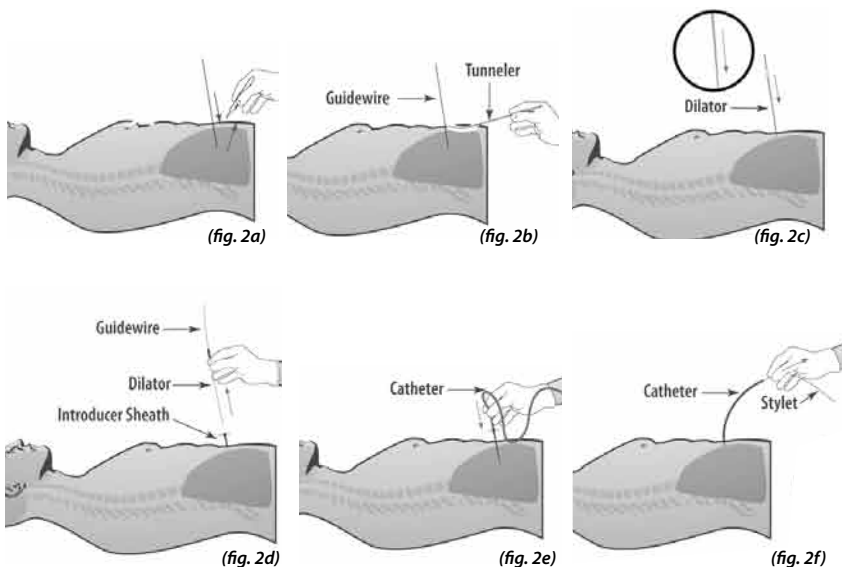 (fig. 2a)
Guidewire
Tunneler
(fig. 2b)
Dilator
(fig. 2c)
Guidewire
Dilator
Introducer Sheath
(fig. 2d)
Catheter
(fig. 2e)
Catheter
Stylet
(fig. 2f)